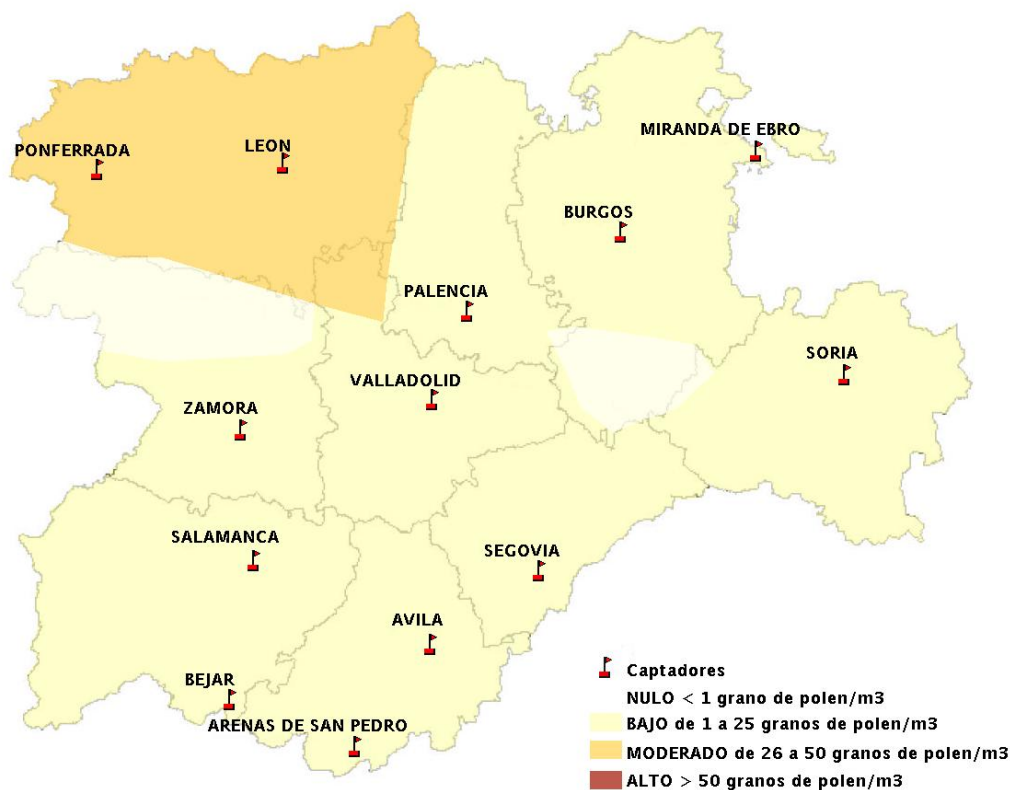 MIRANDA DE EBRO
PONFERRADA
LEON
BURGOS
PALENCIA
SORIA
VALLADOLID
ZAMORA
SALAMANCA
SEGOVIA
AVILA
BEJAR
ARENAS DE SAN PEDRO
Captadores
NULO < 1 grano de polen/m3
BAJO de 1 a 25 granos de polen/m3
MODERADO de 26 a 50 granos de polen/m3
ALTO > 50 granos de polen/m3